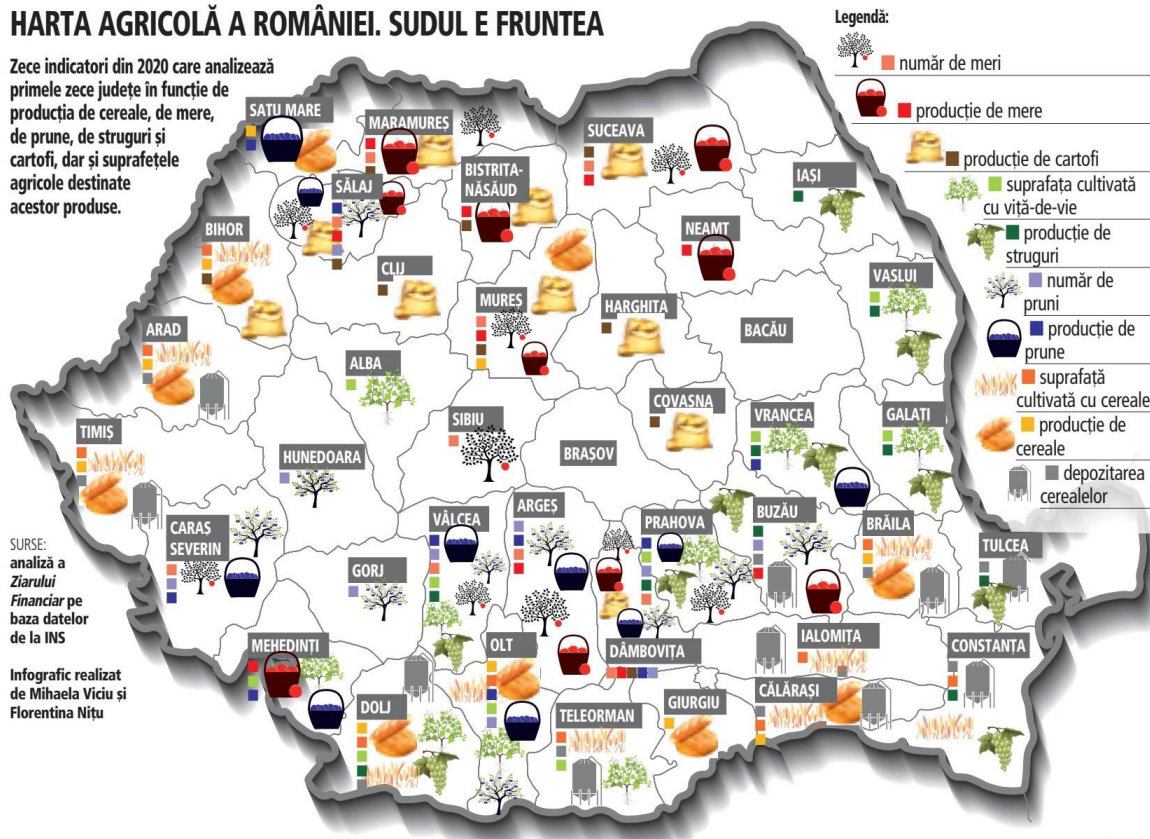 HARTA AGRICOLĂ A ROMÂNIEI. SUDUL E FRUNTEA
Zece indicatori din 2020 care analizează
primele zece județe în funcție de
producția de cereale, de mere,
de prune, de struguri și
cartofi, dar și suprafețele
agricole destinate
acestor produse.
Legendă:
număr de meri
producție de mere
producție de cartofi
suprafața cultivată
cu viță-de-vie
producție de
struguri
număr de
pruni
producție de
prune
suprafață
cultivată cu cereale
producție de
cereale
depozitarea
cerealelor
SATU MARE
MARAMUREȘ
SUCEAVA
BISTRITA-
NĂSĂUD
IAȘI
SĂLAJ
BIHOR
NEAMT
CLIJ
VASLUI
MUREȘ
HARGHITA
BACĂU
ARAD
ALBA
COVASNA
VRANCEA
GALAȚI
SIBIU
TIMIȘ
BRAȘOV
HUNEDOARA
CARAȘ
SEVERIN
VÂLCEA
ARGEȘ
PRAHOVA
BUZĂU
BRĂILA
TULCEA
GORJ
MEHEDINȚI
OLT
DÂMBOVIȚA
IALOMIȚA
CONSTANȚA
DOLJ
TELEORMAN
GIURGIU
CĂLĂRAȘI
SURSE:
analiză a
Ziarului
Financiar pe
baza datelor
de la INS
Infografic realizat
de Mihaela Viciu și
Florentina Nițu